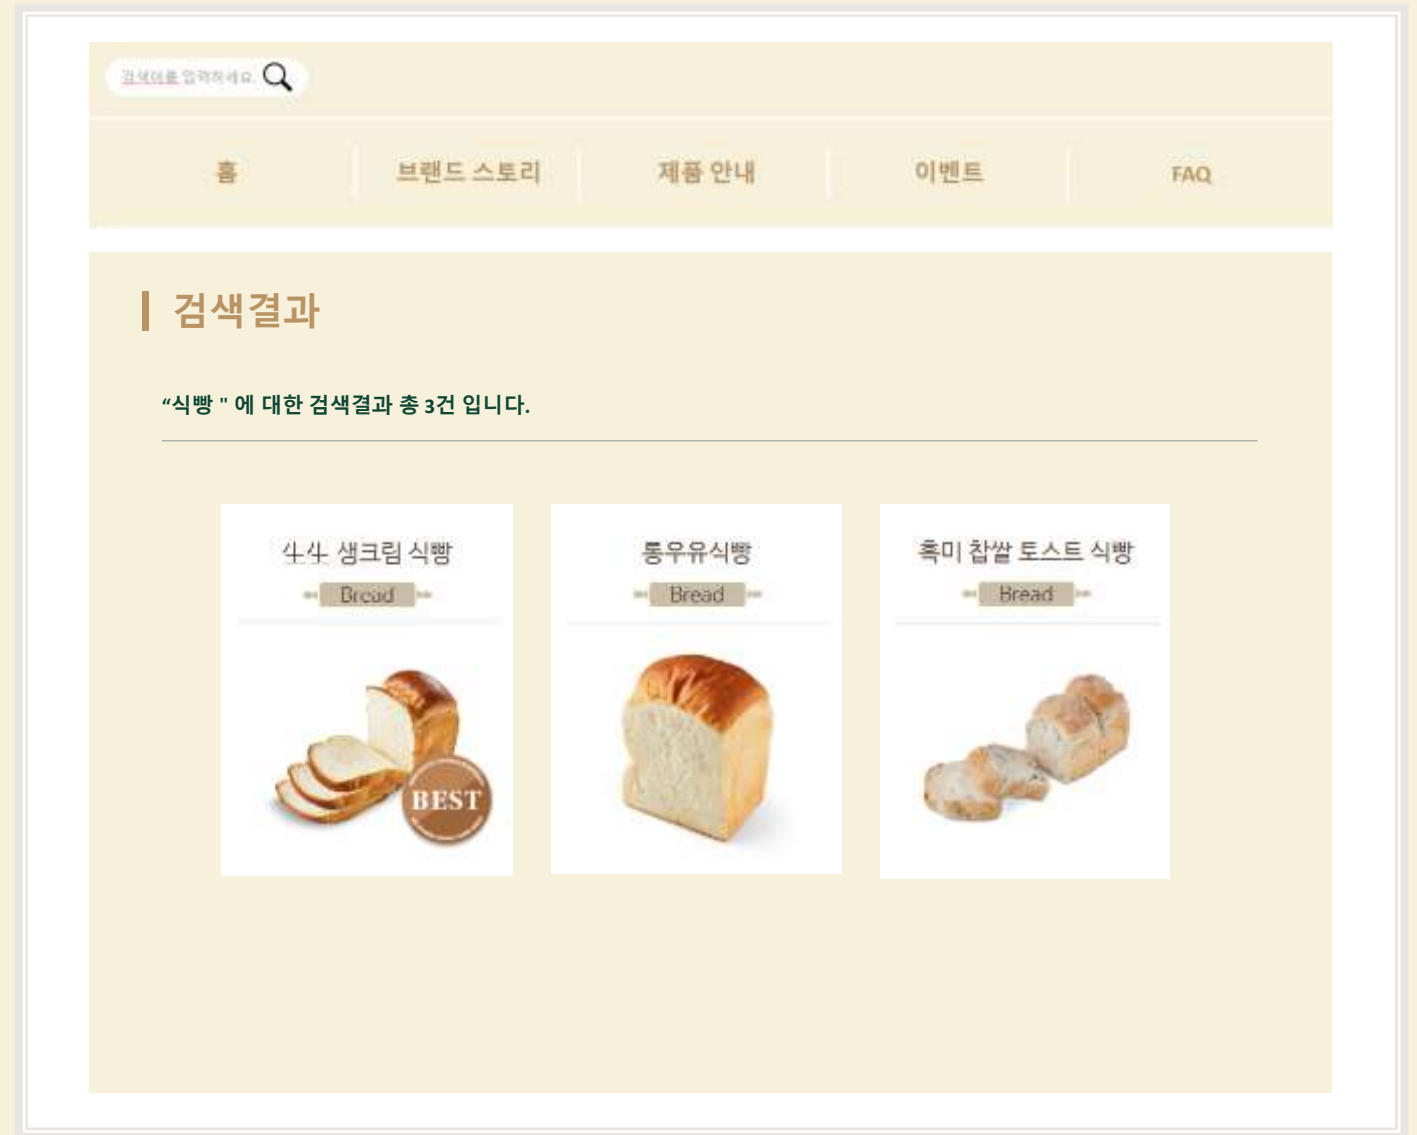 검색어를 입력하세요.
홈
브랜드 스토리
제품 안내
이벤트
FAQ
검색결과
“식빵 " 에 대한 검색결과 총 3건 입니다.
生生 생크림 식빵
Bread
BEST
통우유식빵
Bread
흑미 찹쌀 토스트 식빵
Bread